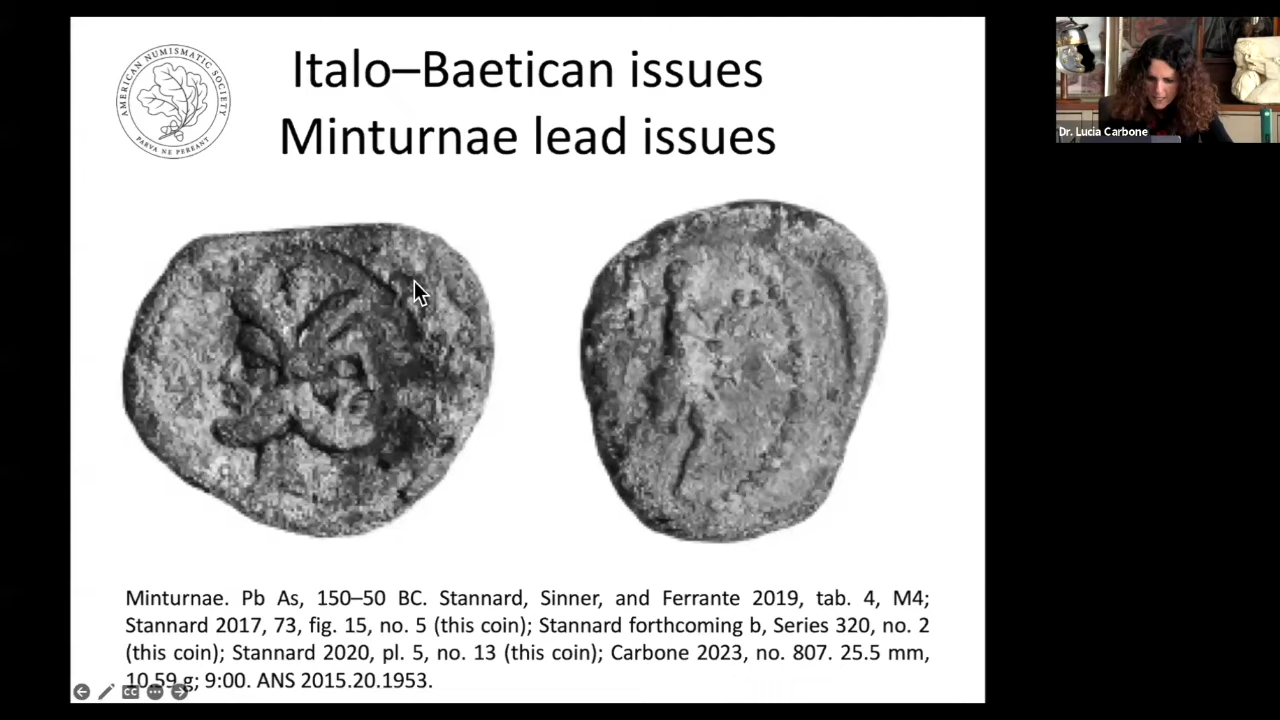 AMERICAN NUMISMATIC SOCIETY
PARVA NE PEREANT
Italo–Baetican issues
Minturnae lead issues
Dr. Lucia Carbone
Minturnae. Pb As, 150–50 BC. Stannard, Sinner, and Ferrante 2019, tab. 4, M4;
Stannard 2017, 73, fig. 15, no. 5 (this coin); Stannard forthcoming b, Series 320, no. 2
(this coin); Stannard 2020, pl. 5, no. 13 (this coin); Carbone 2023, no. 807. 25.5 mm,
10.59 g; 9:00. ANS 2015.20.1953.
CC